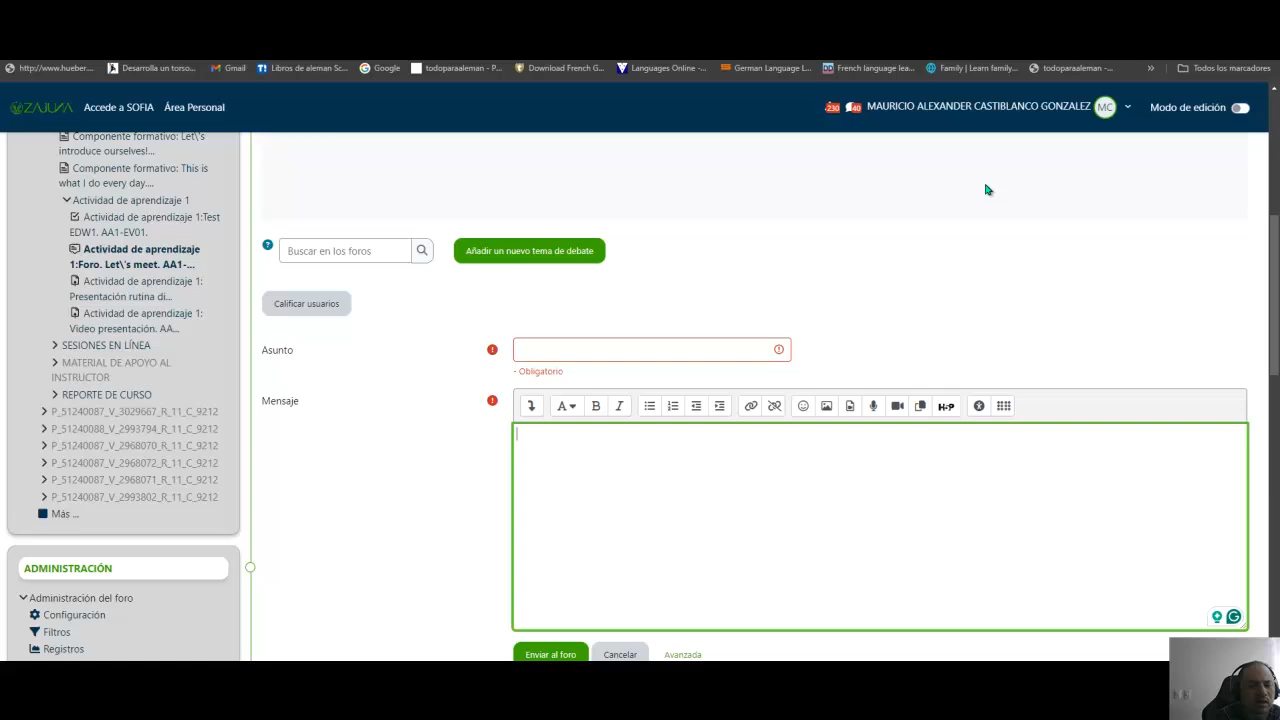 http://www.hueber....
Desarrolla un torso...
Gmail
Libros de aleman Sc...
Google
todoparaaleman - P...
Download French G...
Languages Online -...
German Language L...
French language lea...
Family | Learn family...
todoparaaleman -...
»
Todos los marcadores
ZAJUNA
Accede a SOFIA
Área Personal
230
40
MAURICIO ALEXANDER CASTIBLANCO GONZALEZ
MC
Modo de edición
Componente formativo: Let\'s
introduce ourselves!...
Componente formativo: This is
what I do every day....
Actividad de aprendizaje 1
Actividad de aprendizaje 1:Test
EDW1. AA1-EV01.
Actividad de aprendizaje
1:Foro. Let\'s meet. AA1-...
Actividad de aprendizaje 1:
Presentación rutina di...
Actividad de aprendizaje 1:
Video presentación. AA...
SESIONES EN LÍNEA
MATERIAL DE APOYO AL
INSTRUCTOR
REPORTE DE CURSO
P_51240087_V_3029667_R_11_C_9212
P_51240088_V_2993794_R_11_C_9212
P_51240087_V_2968070_R_11_C_9212
P_51240087_V_2968072_R_11_C_9212
P_51240087_V_2968071_R_11_C_9212
P_51240087_V_2993802_R_11_C_9212
Más ...
ADMINISTRACIÓN
Administración del foro
Configuración
Filtros
Registros
Buscar en los foros
Añadir un nuevo tema de debate
Calificar usuarios
Asunto
- Obligatorio
Mensaje
A
B
I
H-P
Enviar al foro
Cancelar
Avanzada